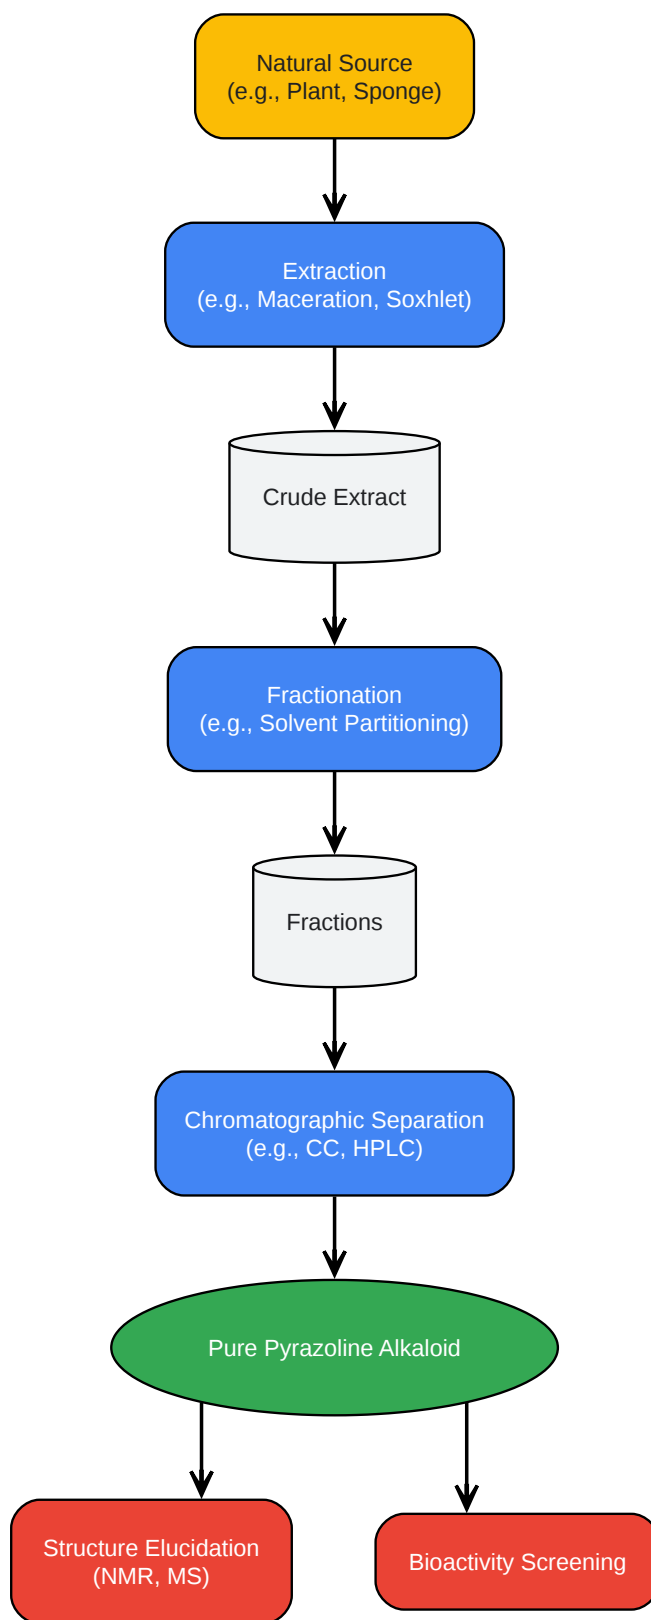 Natural Source
(e.g., Plant, Sponge)
Extraction
(e.g., Maceration, Soxhlet)
Crude Extract
Fractionation
(e.g., Solvent Partitioning)
Fractions
Chromatographic Separation
(e.g., CC, HPLC)
Pure Pyrazoline Alkaloid
Structure Elucidation
(NMR, MS)
Bioactivity Screening